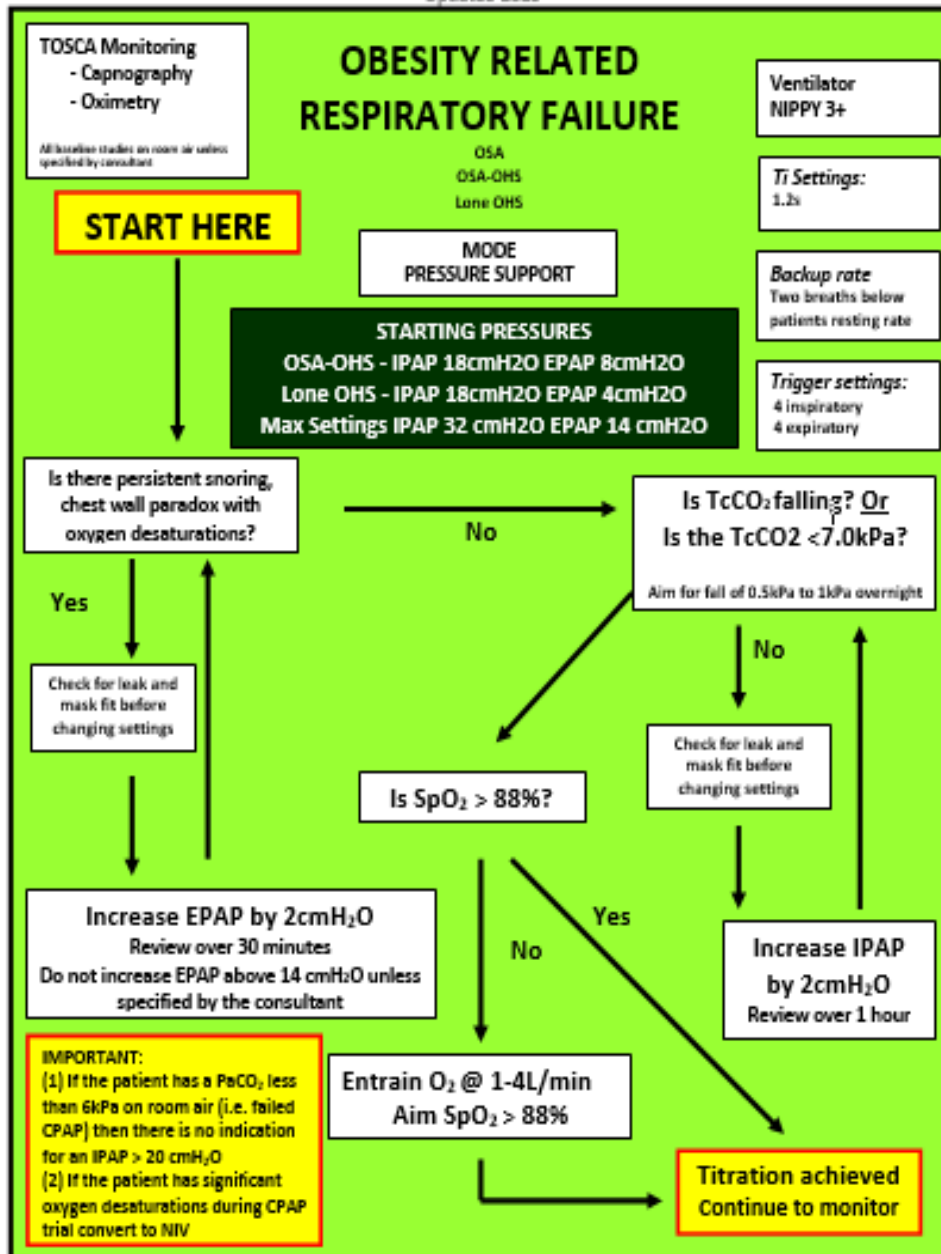 TOSCA Monitoring
- Capnography
- Oximetry
All baseline studies on room air unless
specified by consultant
OBESITY RELATED
RESPIRATORY FAILURE
OSA
OSA-OHS
Lone OHS
Ventilator
NIPPY 3+
Ti Settings:
1.2s
START HERE
MODE
PRESSURE SUPPORT
Backup rate
Two breaths below
patients resting rate
STARTING PRESSURES
OSA-OHS - IPAP 18cmH2O EPAP 8cmH2O
Lone OHS - IPAP 18cmH2O EPAP 4cmH2O
Max Settings IPAP 32 cmH2O EPAP 14 cmH2O
Trigger settings:
4 inspiratory
4 expiratory
Is there persistent snoring,
chest wall paradox with
oxygen desaturations?
No
Is TcCO₂ falling? Or
Is the TcCO2 <7.0kPa?
Aim for fall of 0.5kPa to 1kPa overnight
Yes
No
Check for leak and
mask fit before
changing settings
Check for leak and
mask fit before
changing settings
Is SpO₂ > 88%?
Increase EPAP by 2cmH₂O
Review over 30 minutes
Do not increase EPAP above 14 cmH₂O unless
specified by the consultant
No
Yes
Increase IPAP
by 2cmH₂O
Review over 1 hour
IMPORTANT:
(1) If the patient has a PaCO₂ less
than 6kPa on room air (i.e. failed
CPAP) then there is no indication
for an IPAP > 20 cmH₂O
(2) If the patient has significant
oxygen desaturations during CPAP
trial convert to NIV
Entrain O₂ @ 1-4L/min
Aim SpO₂ > 88%
Titration achieved
Continue to monitor